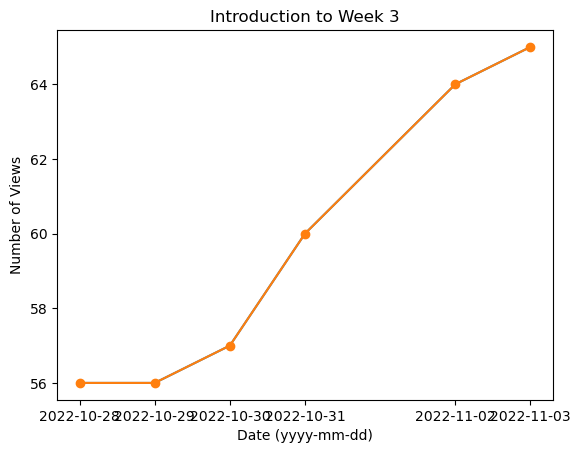 Introduction to Week 3
Number of Views
64
62
60
58
56
2022-10-28 2022-10-29 2022-10-30 2022-10-31 2022-11-02 2022-11-03
Date (yyyy-mm-dd)